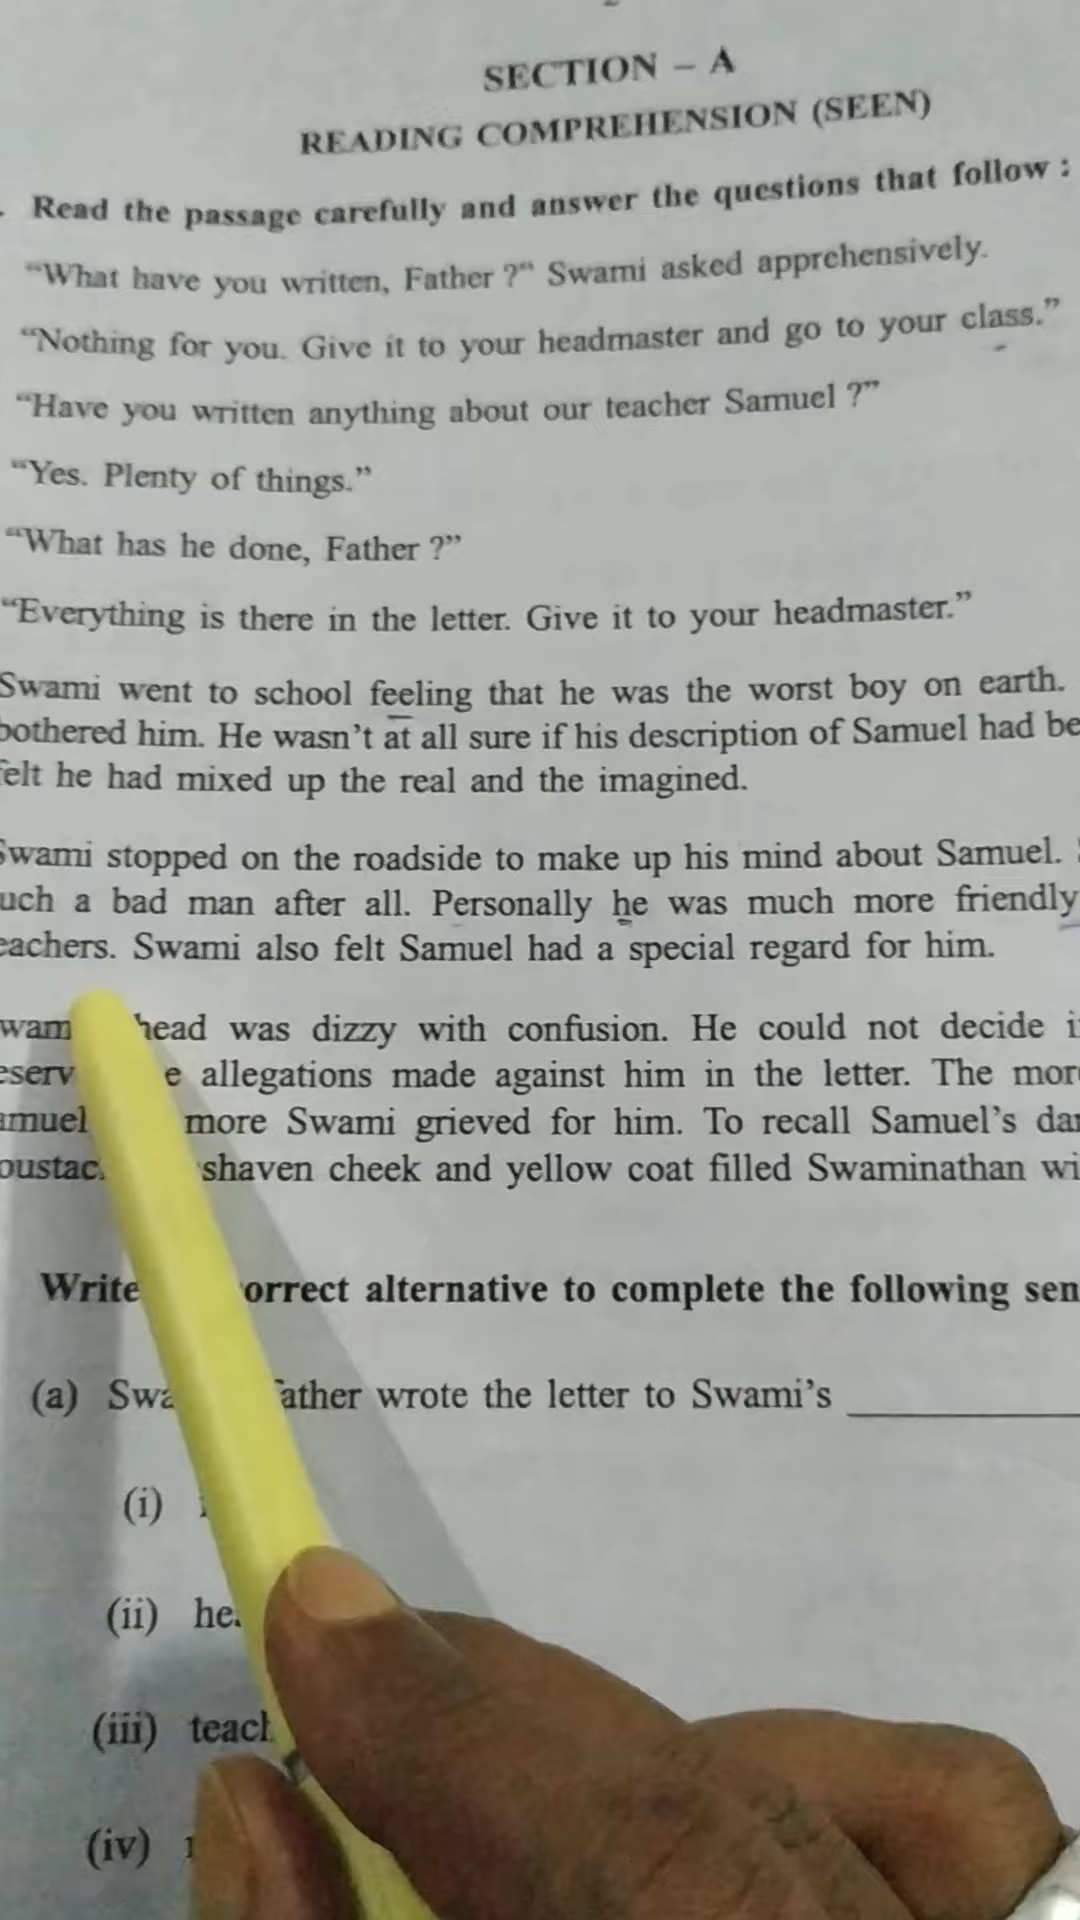 SECTION – A
READING COMPREHENSION (SEEN)
Read the passage carefully and answer the questions that follow :
“What have you written, Father ?” Swami asked apprehensively.
“Nothing for you. Give it to your headmaster and go to your class.”
“Have you written anything about our teacher Samuel ?”
“Yes. Plenty of things.”
“What has he done, Father ?”
“Everything is there in the letter. Give it to your headmaster.”
Swami went to school feeling that he was the worst boy on earth.
bothered him. He wasn’t at all sure if his description of Samuel had be
felt he had mixed up the real and the imagined.
Swami stopped on the roadside to make up his mind about Samuel.
uch a bad man after all. Personally he was much more friendly
eachers. Swami also felt Samuel had a special regard for him.
head was dizzy with confusion. He could not decide i
allegations made against him in the letter. The mor
amuel more Swami grieved for him. To recall Samuel’s da
shaven cheek and yellow coat filled Swaminathan wi
Write orrect alternative to complete the following sen
(a) Swa ather wrote the letter to Swami’s
(i)
(ii) he
(iii) teach
(iv)